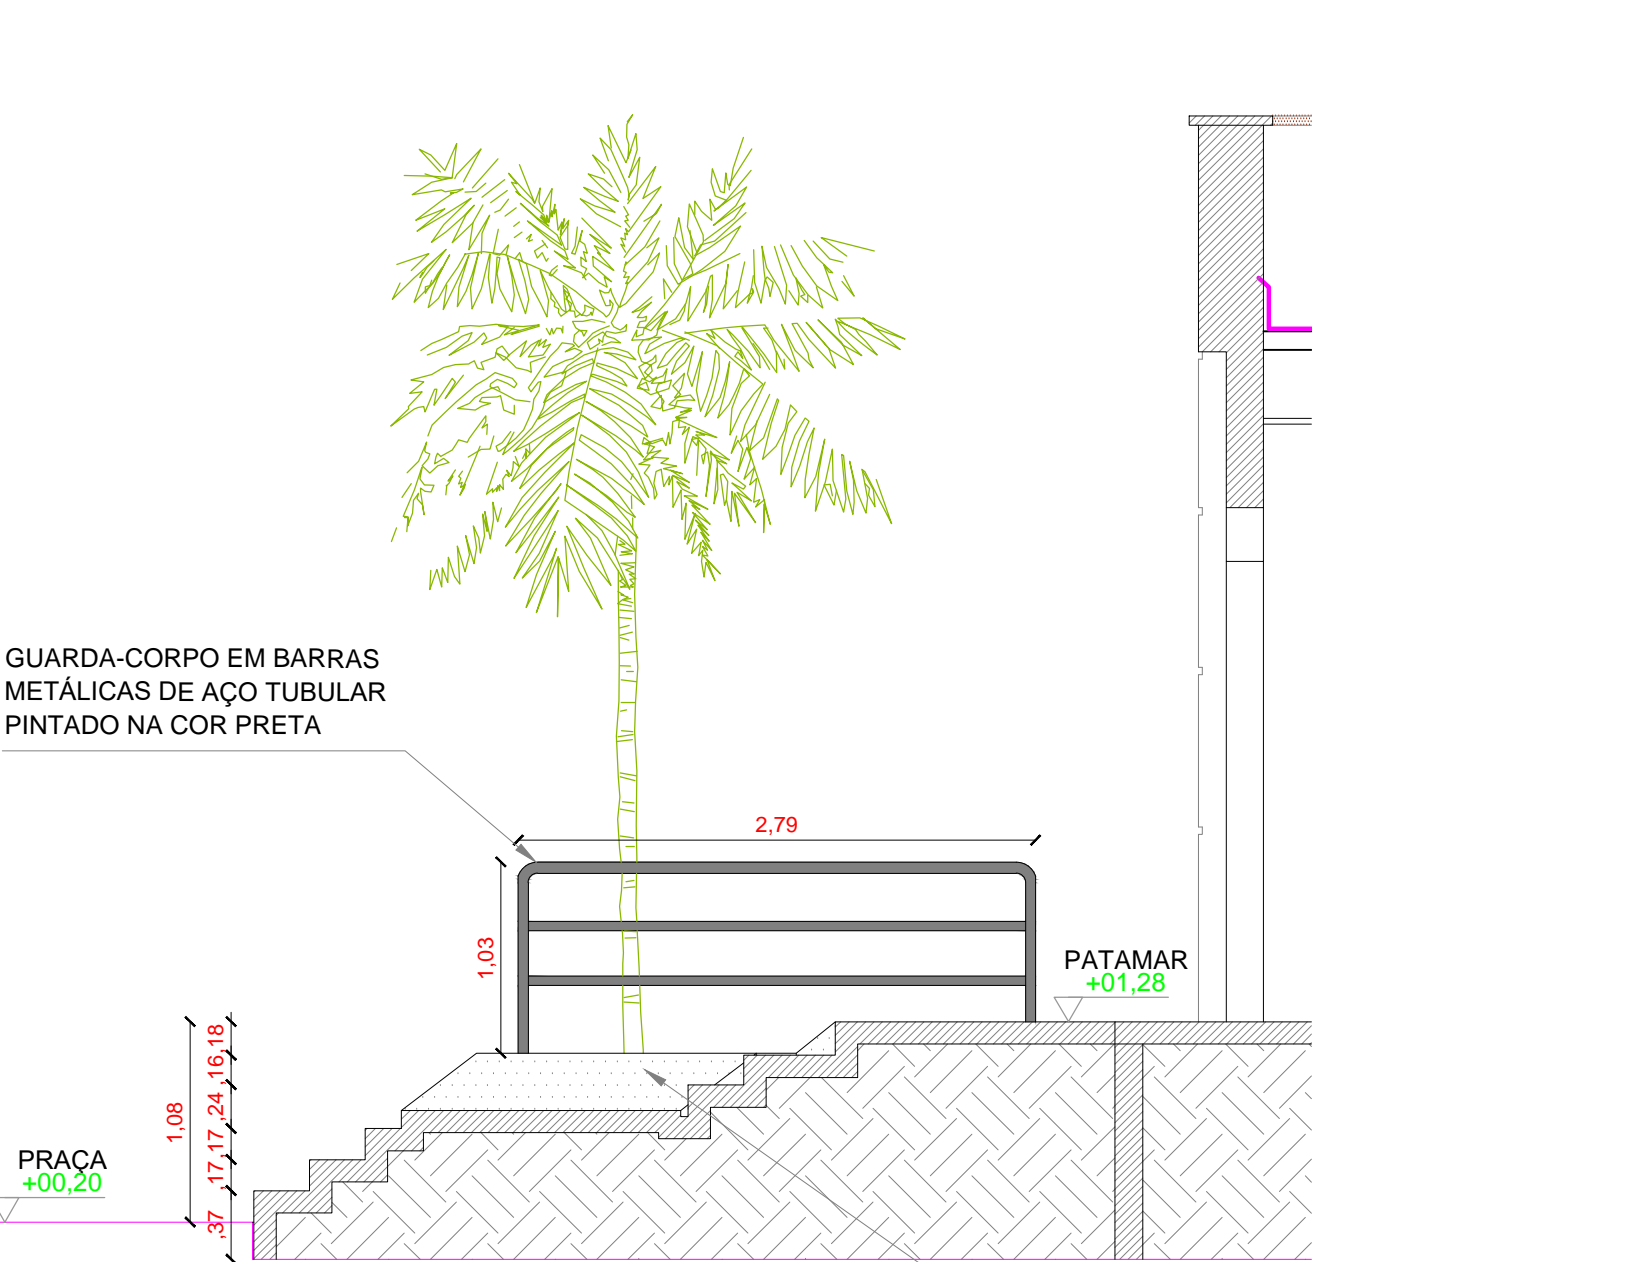 GUARDA-CORPO EM BARRAS
METÁLICAS DE AÇO TUBULAR
PINTADO NA COR PRETA
2,79
1,03
PATAMAR
+01,28
,18
,16
,24
,17
,17
,37
1,08
PRAÇA
+00,20